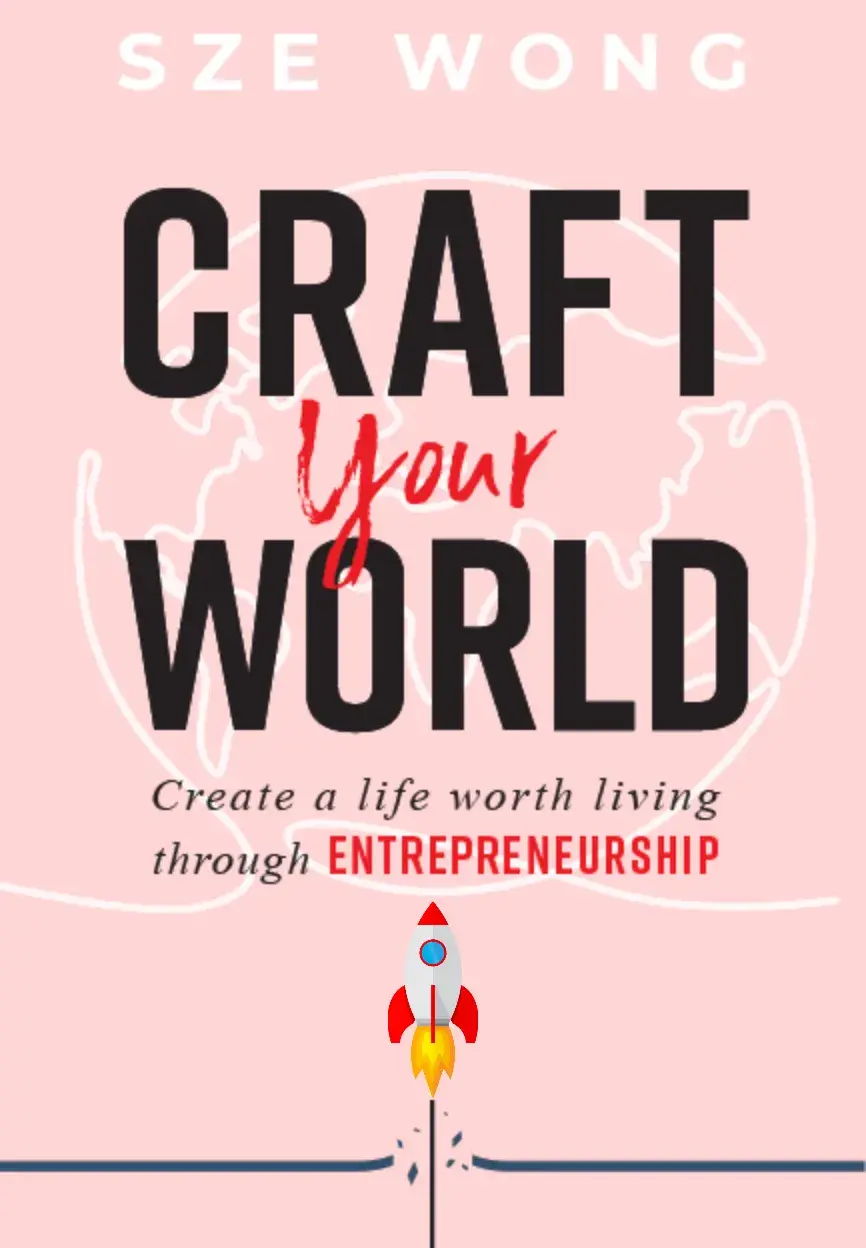 SZE WONG
CRAFT
Your
WORLD
Create a life worth living
through ENTREPRENEURSHIP